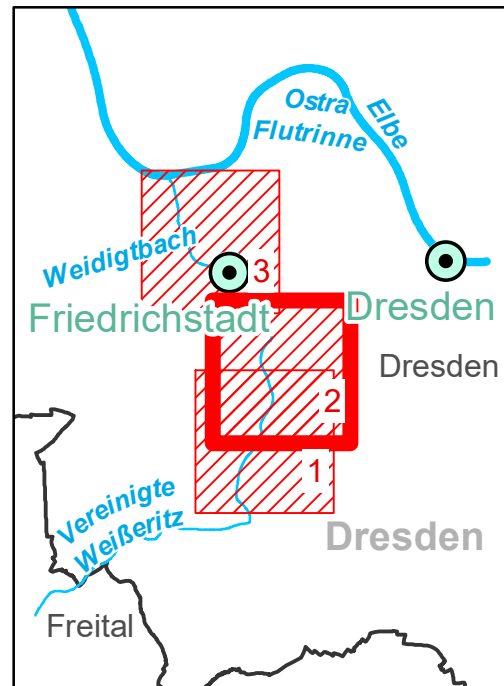 Ostra
Flutrinne
Elbe
Weidigtbach
3
Friedrichstadt
Dresden
Dresden
2
1
Vereinigte
Weißeritz
Dresden
Freital